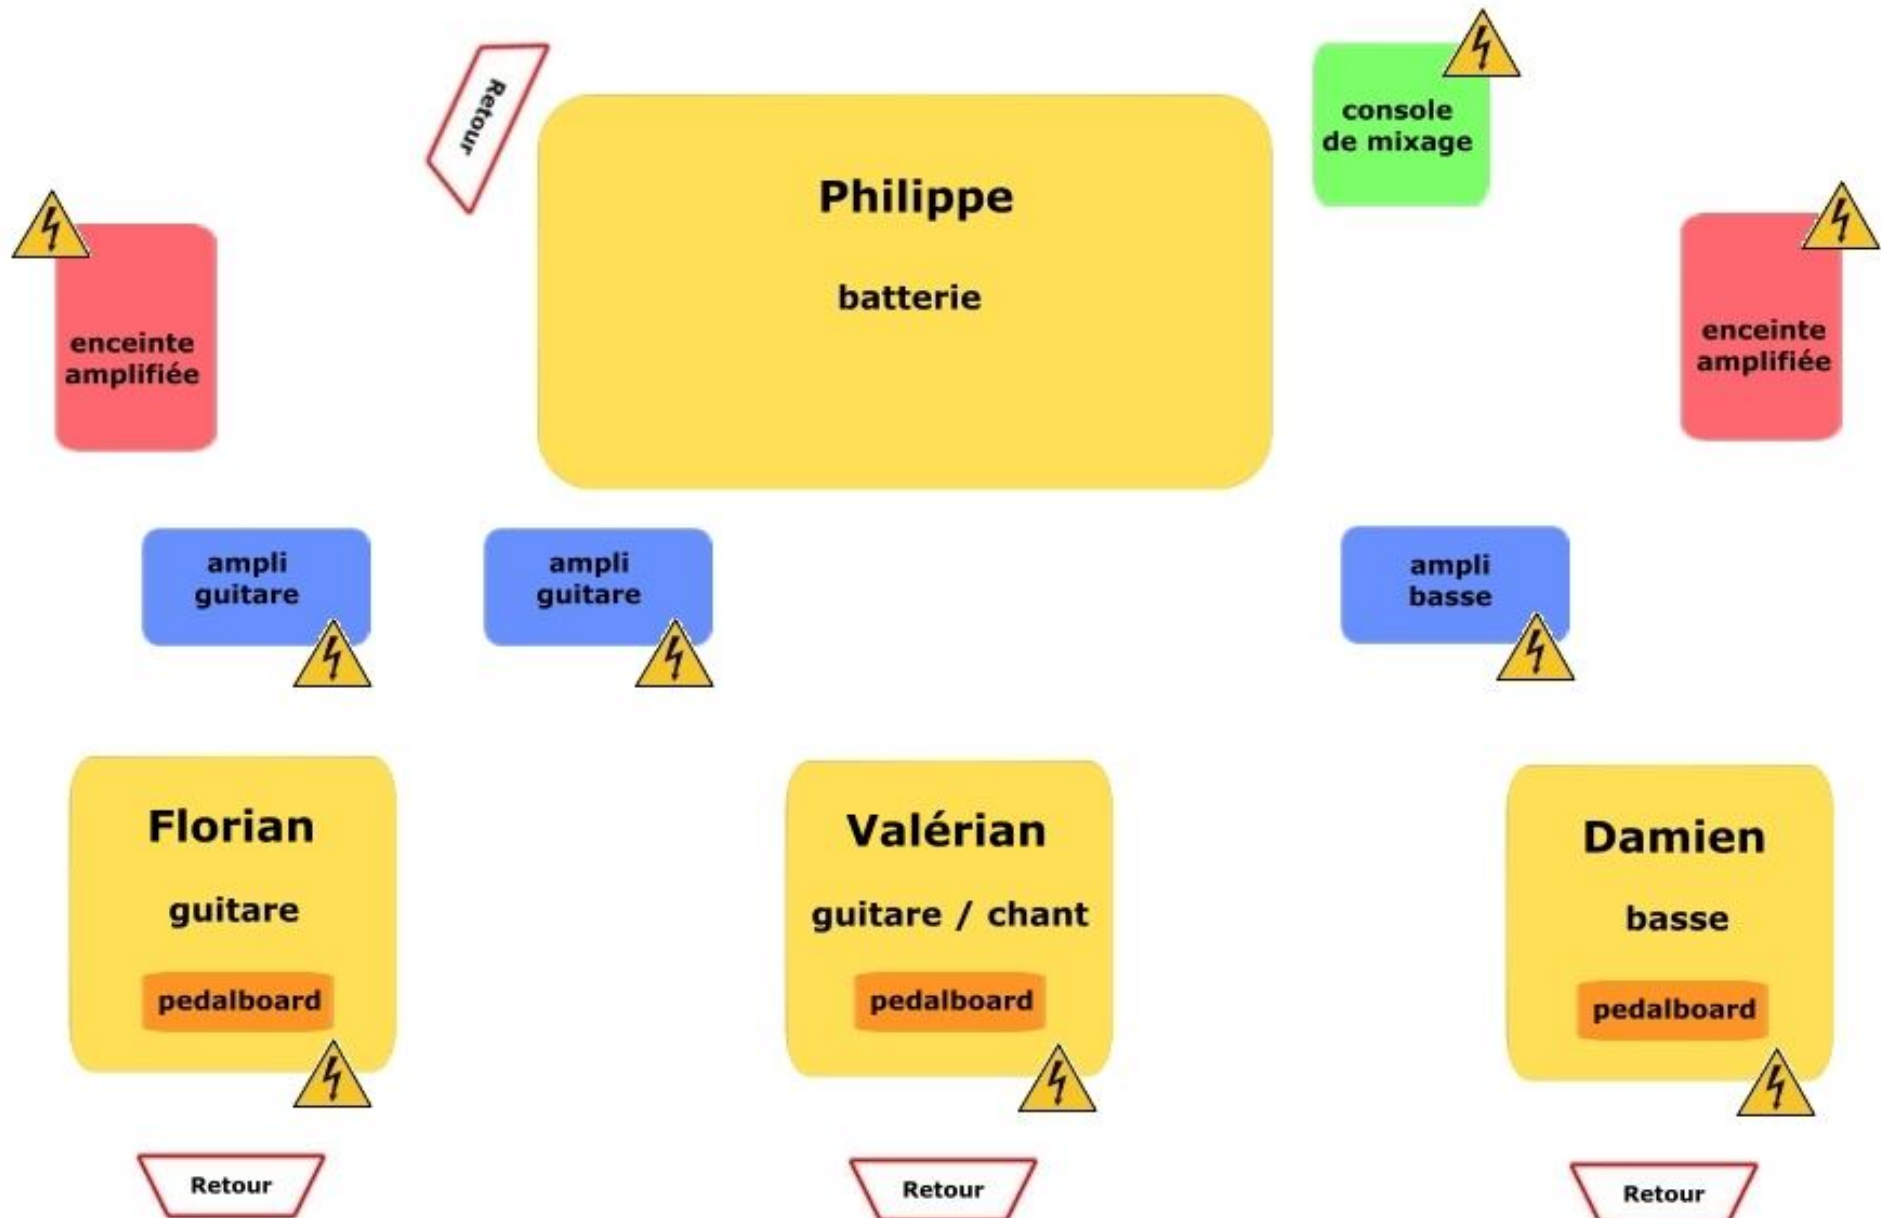 Retour
console
de mixage
Philippe
batterie
enceinte
amplifiée
enceinte
amplifiée
ampli
guitare
ampli
guitare
ampli
basse
Florian
guitare
pedalboard
Valérian
guitare / chant
pedalboard
Damien
basse
pedalboard
Retour
Retour
Retour